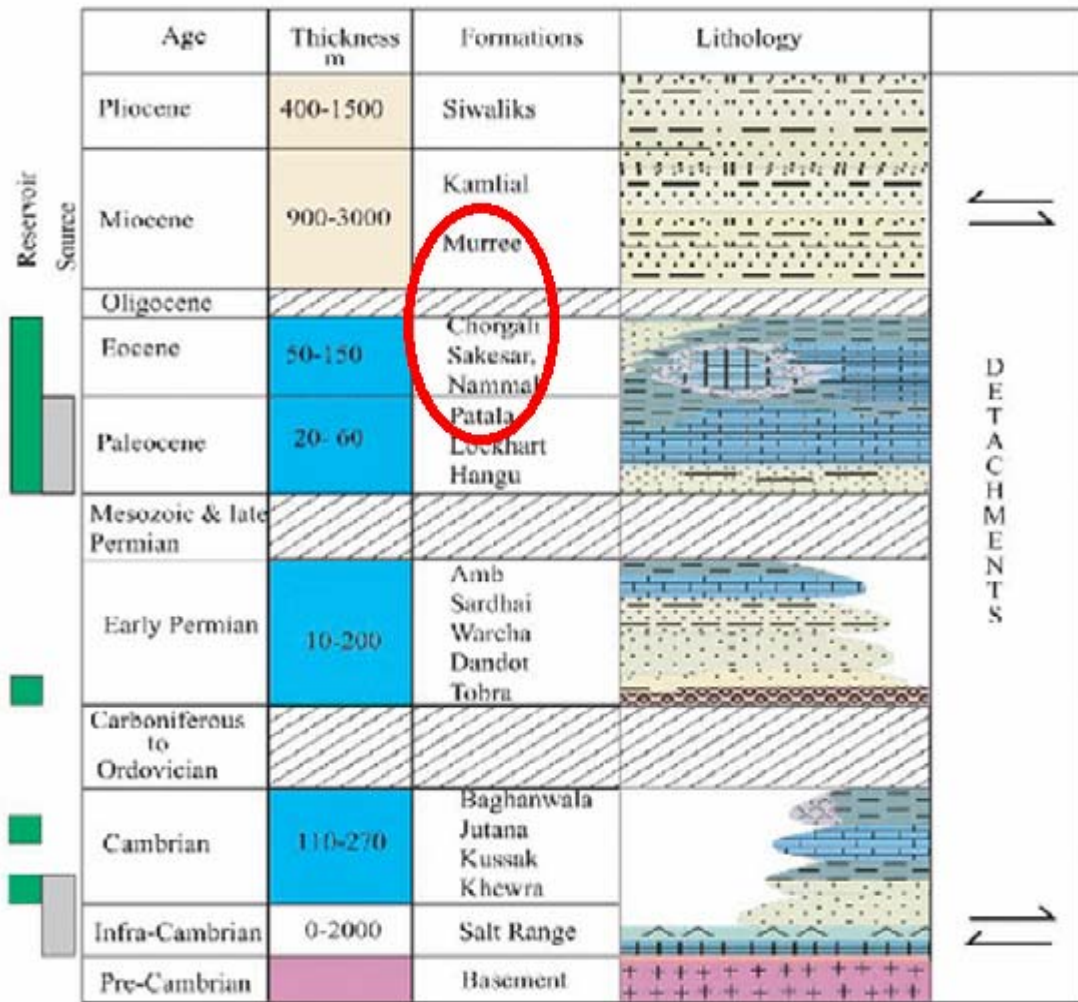 Age Thickness m Formations Lithology
Reservoir
Source
Pliocene 400-1500 Siwaliks
Miocene 900-3000 Kamlial
Murree
Oligocene
Eocene 50-150 Chorgali
Sakesar,
Nammal
Paleocene 20- 60 Patala
Lockhart
Hangu
Mesozoic & late
Permian
Early Permian 10-200 Amb
Sardhai
Warcha
Dandot
Tobra
Carboniferous
to
Ordovician
Cambrian 110-270 Baghanwala
Jutana
Kussak
Khewra
Infra-Cambrian 0-2000 Salt Range
Pre-Cambrian Basement
DETACHMENTS